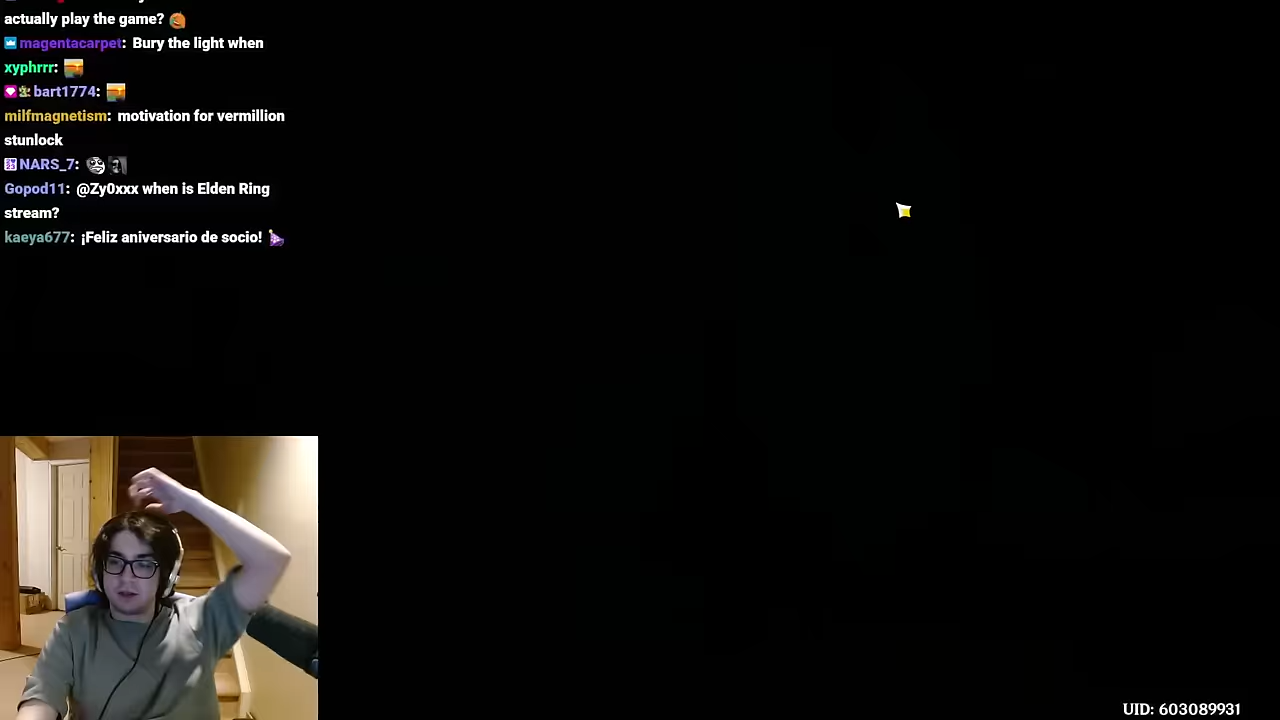 actually play the game?
magentacarpet: Bury the light when
xyphrrr:
bart1774:
milfmagnetism: motivation for vermillion
stunlock
NARS_7:
Gopod11: @Zy0xxx when is Elden Ring
stream?
kaeya677: ¡Feliz aniversario de socio!
UID: 603089931